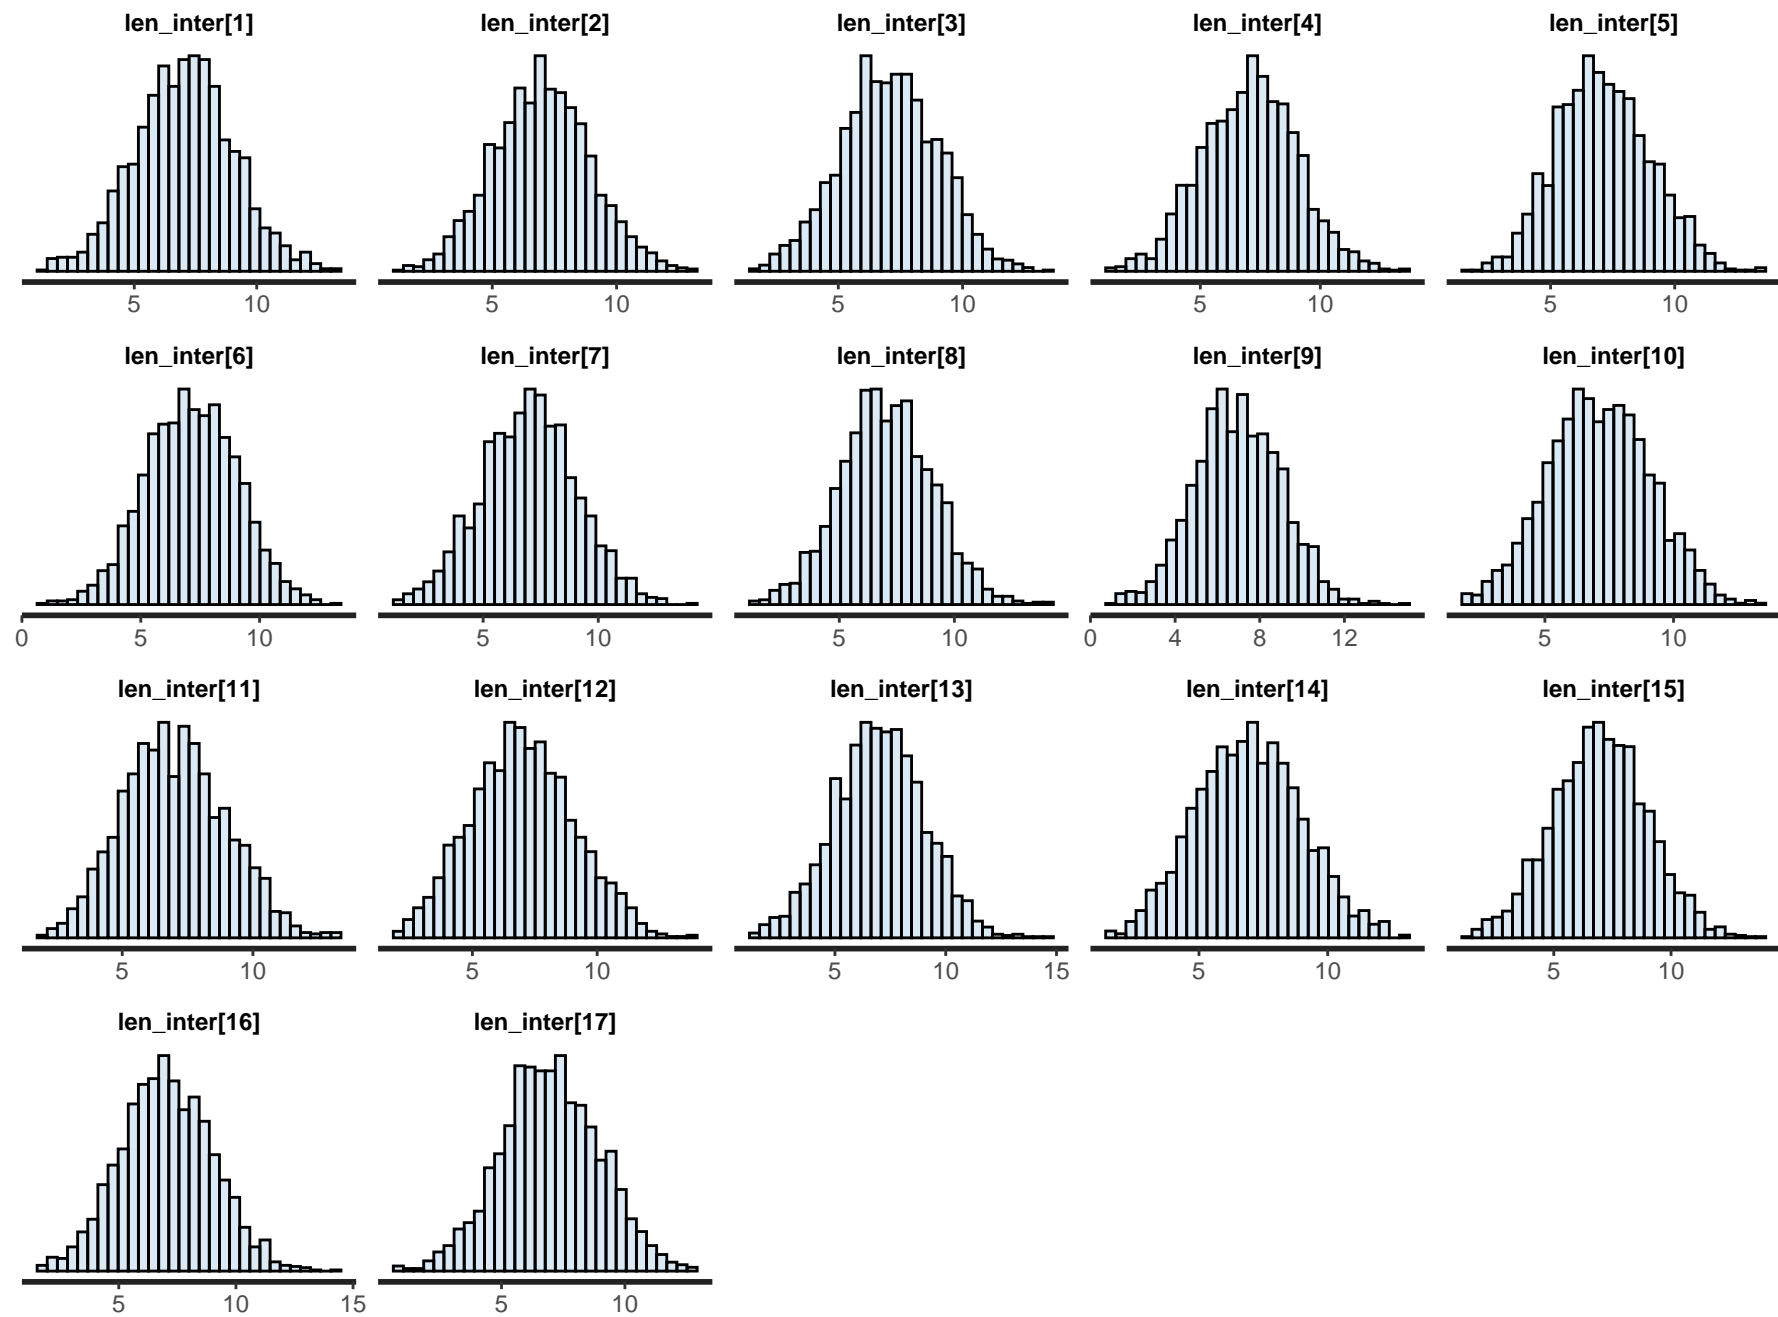 len_inter[1] len_inter[2] len_inter[3] len_inter[4] len_inter[5]
5 10 5 10 5 10 5 10 5 10
len_inter[6] len_inter[7] len_inter[8] len_inter[9] len_inter[10]
0 5 10 5 10 5 10 0 4 8 12 5 10
len_inter[11] len_inter[12] len_inter[13] len_inter[14] len_inter[15]
5 10 5 10 5 10 15 5 10 5 10
len_inter[16] len_inter[17]
5 10 15 5 10